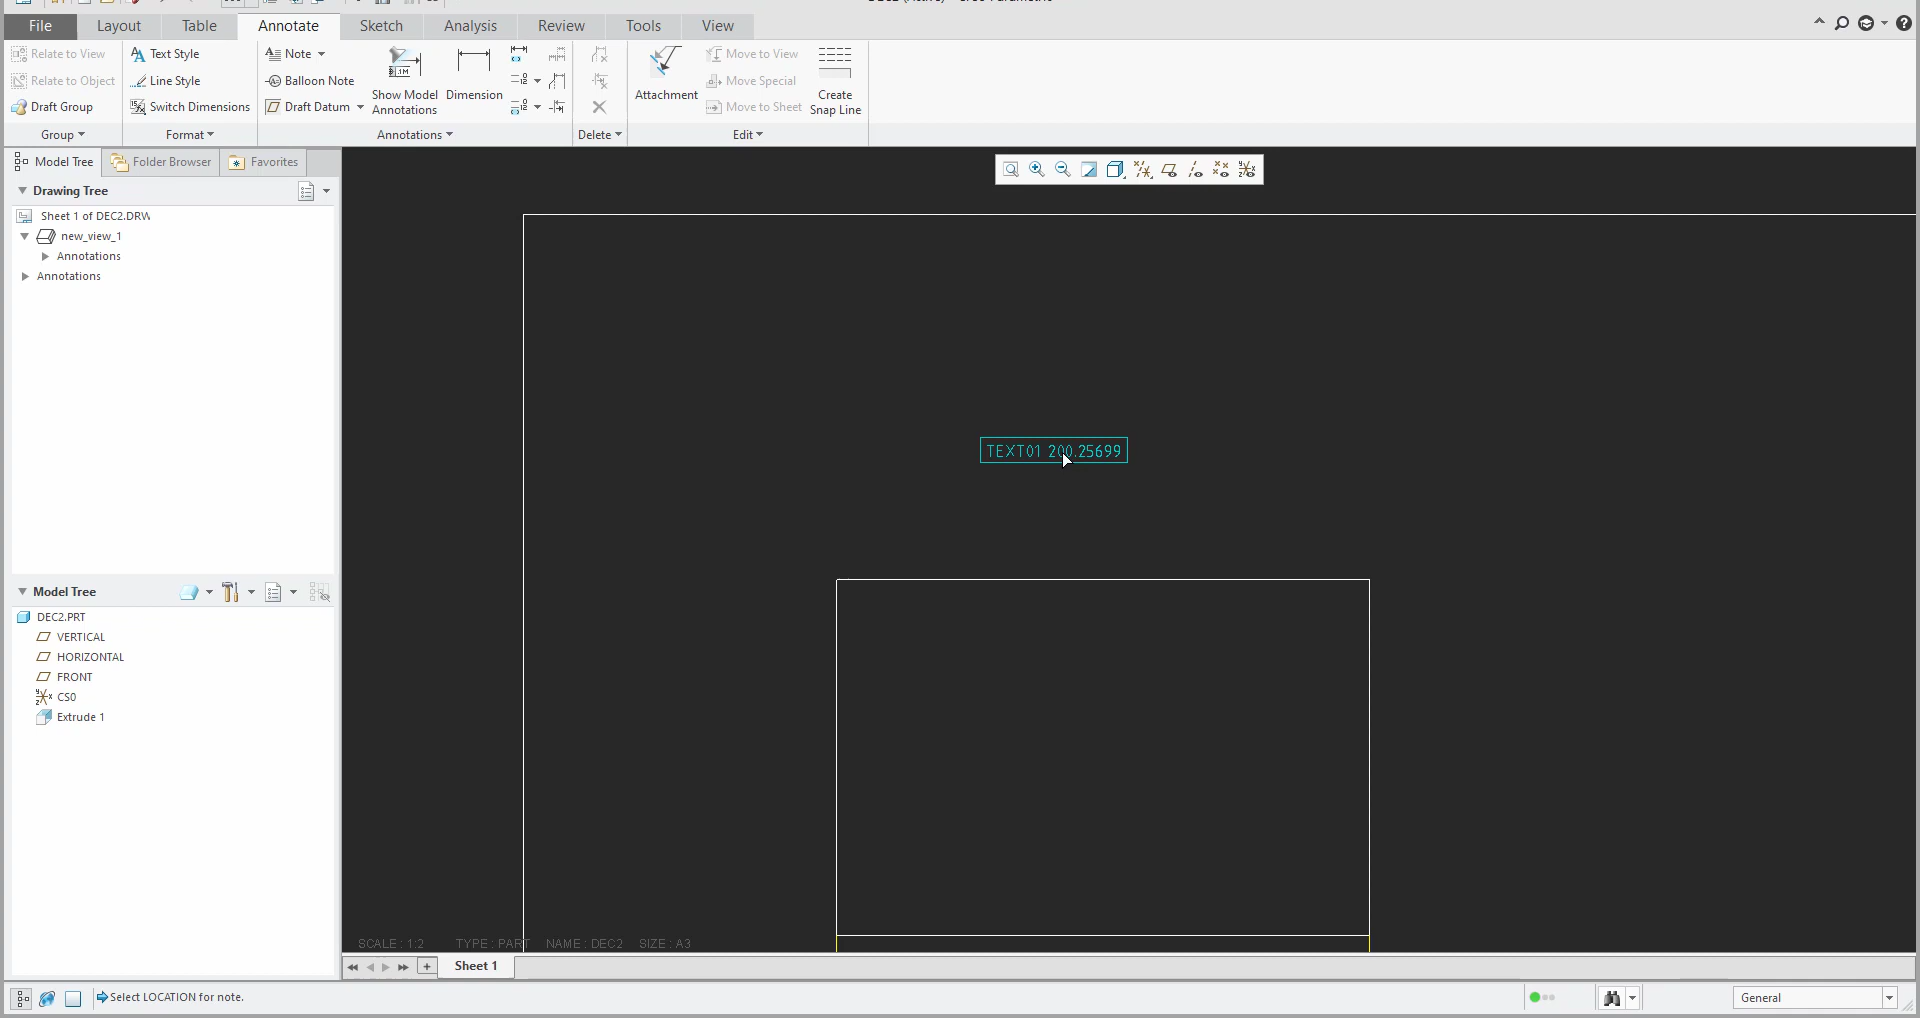 File Layout Table Annotate Sketch Analysis Review Tools View
Relate to View
Relate to Object
Draft Group
Group
Text Style
Line Style
Switch Dimensions
Format
Note
Balloon Note
Draft Datum
Show Model
Annotations
Dimension
Annotations
Delete
Attachment
Move to View
Move Special
Move to Sheet
Create
Snap Line
Edit
Model Tree Folder Browser Favorites
Drawing Tree
Sheet 1 of DEC2.DRW
new_view_1
Annotations
Annotations
TEXT01 200.25699
Model Tree
DEC2.PRT
VERTICAL
HORIZONTAL
FRONT
CS0
Extrude 1
SCALE : 1:2 TYPE : PART NAME : DEC2 SIZE : A3
Sheet 1
Select LOCATION for note.
General